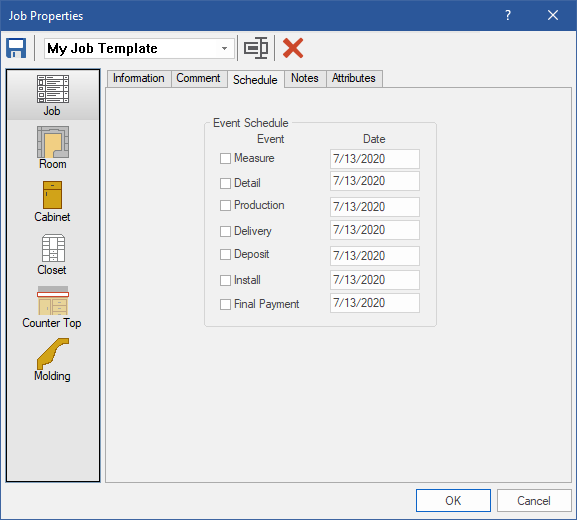 Job Properties
?
My Job Template
Information Comment Schedule Notes Attributes
Job
Room
Cabinet
Closet
Counter Top
Molding
Event Schedule
Event Date
Measure 7/13/2020
Detail 7/13/2020
Production 7/13/2020
Delivery 7/13/2020
Deposit 7/13/2020
Install 7/13/2020
Final Payment 7/13/2020
OK Cancel